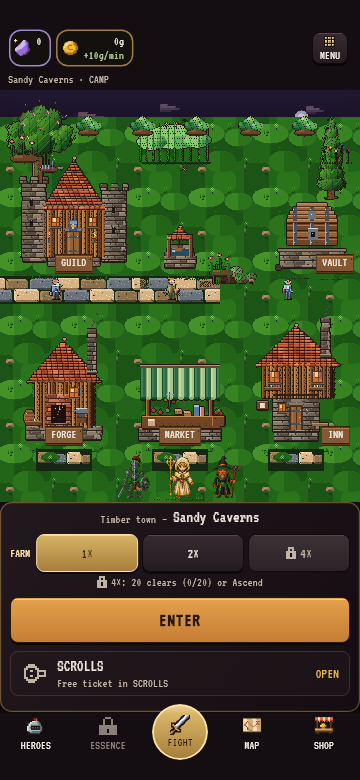 0
0g
+10g/min
MENU
Sandy Caverns · CAMP
GUILD
VAULT
FORGE
MARKET
INN
Timber town – Sandy Caverns
FARM
1X
2X
4X
4X: 20 clears (0/20) or Ascend
ENTER
SCROLLS
Free ticket in SCROLLS
OPEN
HEROES
ESSENCE
FIGHT
MAP
SHOP